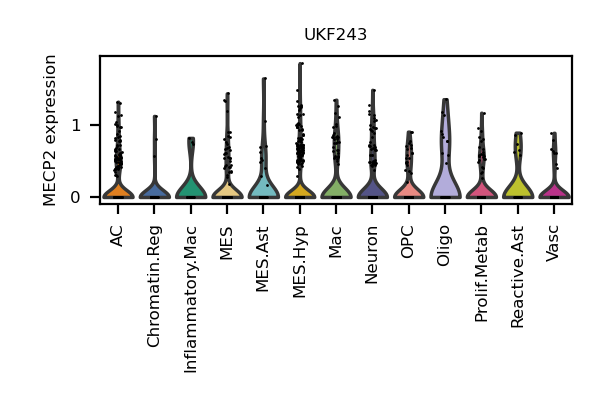 UKF243
MECP2 expression
1
0
AC
Chromatin.Reg
Inflammatory.Mac
MES
MES.Ast
MES.Hyp
Mac
Neuron
OPC
Oligo
Prolif.Metab
Reactive.Ast
Vasc